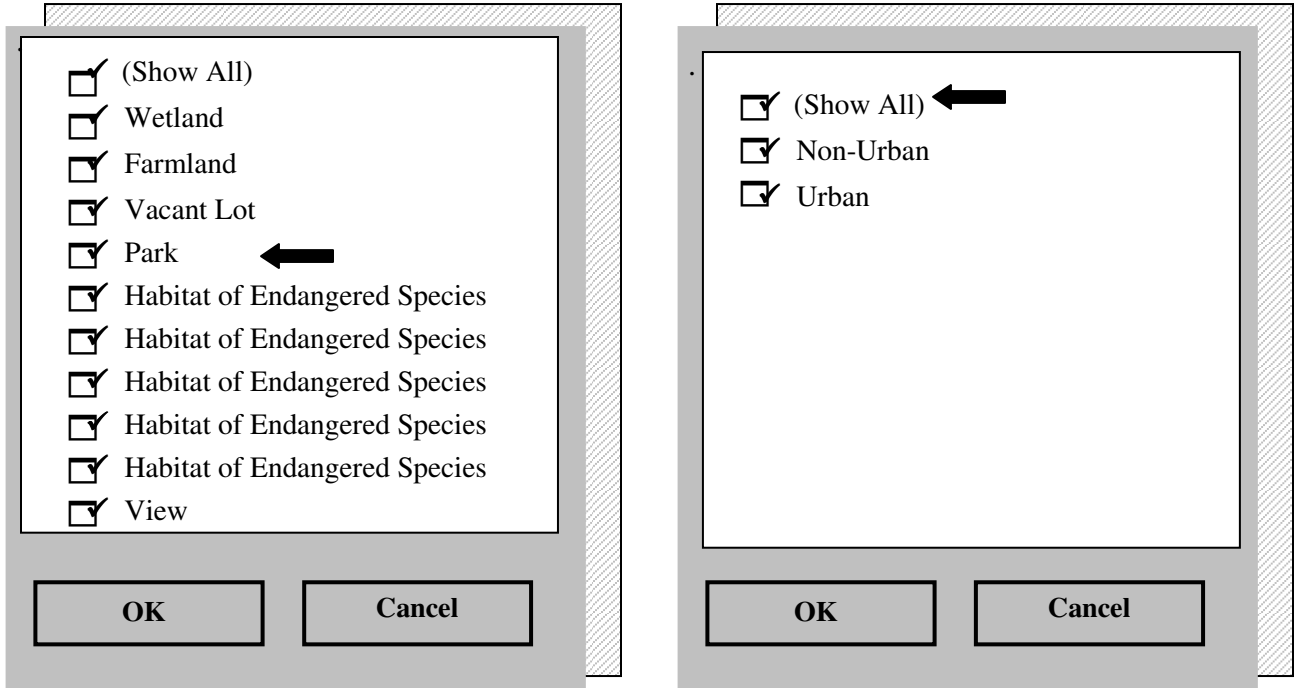 (Show All)
Wetland
Farmland
Vacant Lot
Park
Habitat of Endangered Species
Habitat of Endangered Species
Habitat of Endangered Species
Habitat of Endangered Species
Habitat of Endangered Species
View
OK
Cancel
(Show All)
Non-Urban
Urban
OK
Cancel